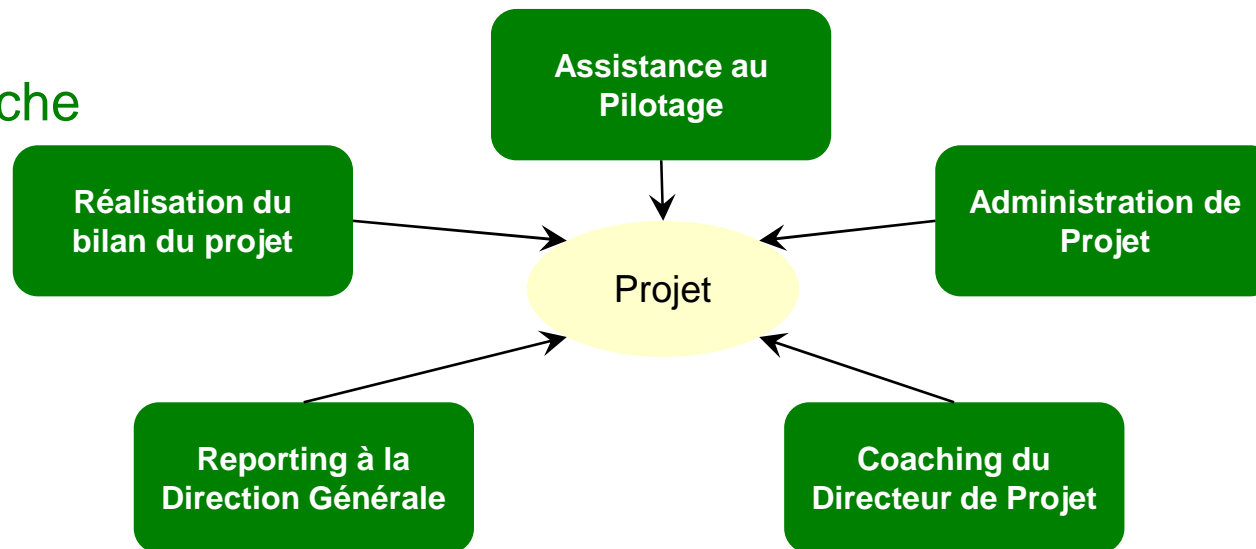 che
Assistance au
Pilotage
Réalisation du
bilan du projet
Administration de
Projet
Projet
Reporting à la
Direction Générale
Coaching du
Directeur de Projet